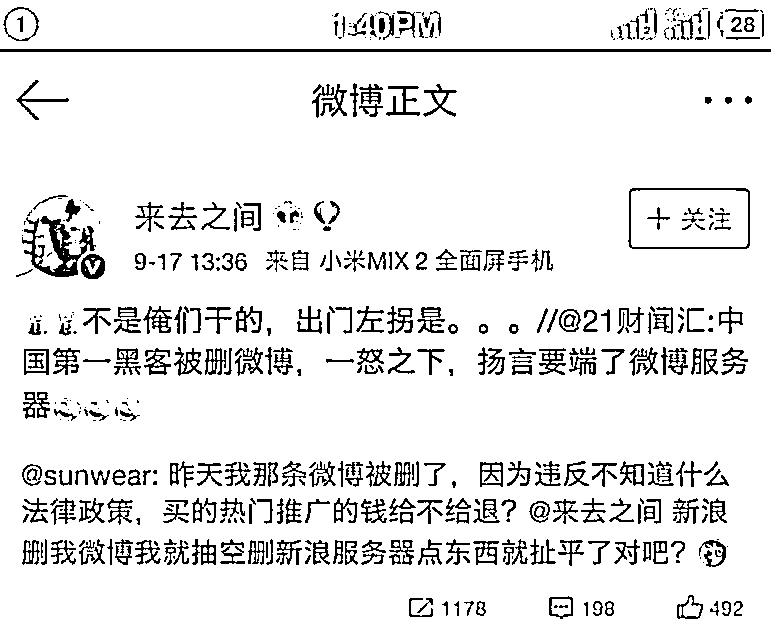 1
1:40PM
28
微博正文
来去之间
+ 关注
9-17 13:36 来自 小米MIX 2 全面屏手机
不是俺们干的，出门左拐是。。。//@21财闻汇:中
国第一黑客被删微博，一怒之下，扬言要端了微博服务
器
@sunwear: 昨天我那条微博被删了，因为违反不知道什么
法律政策，买的热门推广的钱给不给退？@来去之间 新浪
删我微博我就抽空删新浪服务器点东西就扯平了对吧？
1178 198 492